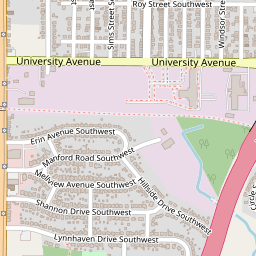 Roy Street Southwest
Sims Street S
Windsor Street
University Avenue
University Avenue
Erin Avenue Southwest
Manford Road Southwest
Mellview Avenue Southwest
Hillside Drive Southwest
Shannon Drive Southwest
Lynnhaven Drive Southwest